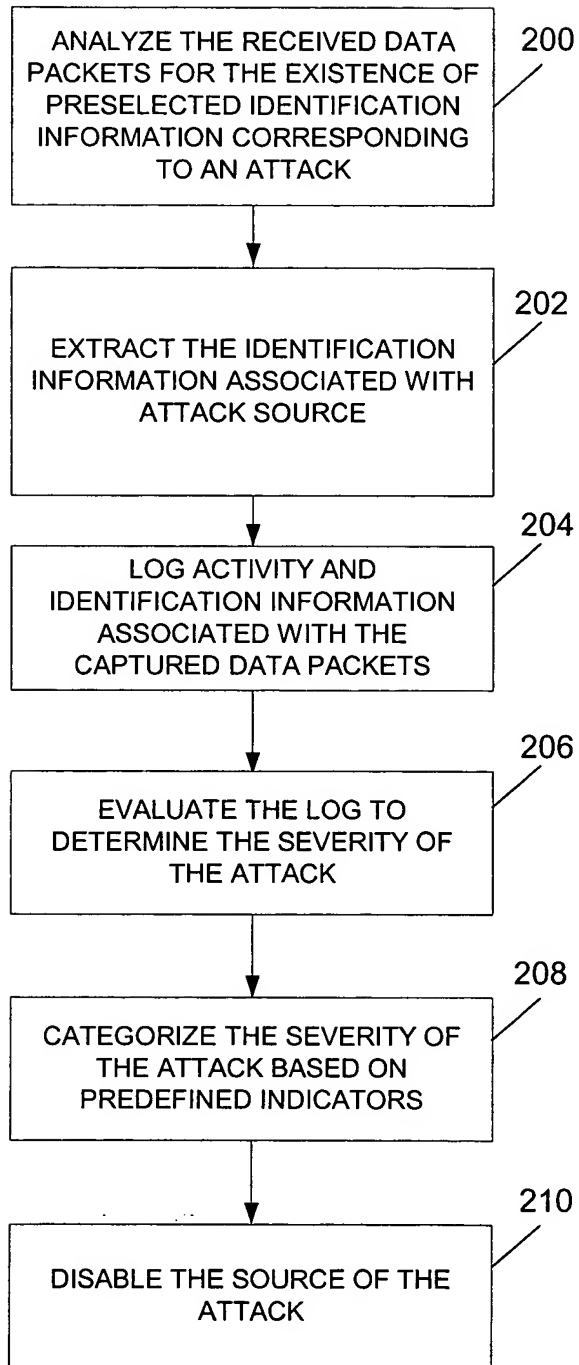 ANALYZE THE RECEIVED DATA
PACKETS FOR THE EXISTENCE OF
PRESELECTED IDENTIFICATION
INFORMATION CORRESPONDING
TO AN ATTACK
200
EXTRACT THE IDENTIFICATION
INFORMATION ASSOCIATED WITH
ATTACK SOURCE
202
LOG ACTIVITY AND
IDENTIFICATION INFORMATION
ASSOCIATED WITH THE
CAPTURED DATA PACKETS
204
EVALUATE THE LOG TO
DETERMINE THE SEVERITY OF
THE ATTACK
206
CATEGORIZE THE SEVERITY OF
THE ATTACK BASED ON
PREDEFINED INDICATORS
208
DISABLE THE SOURCE OF THE
ATTACK
210